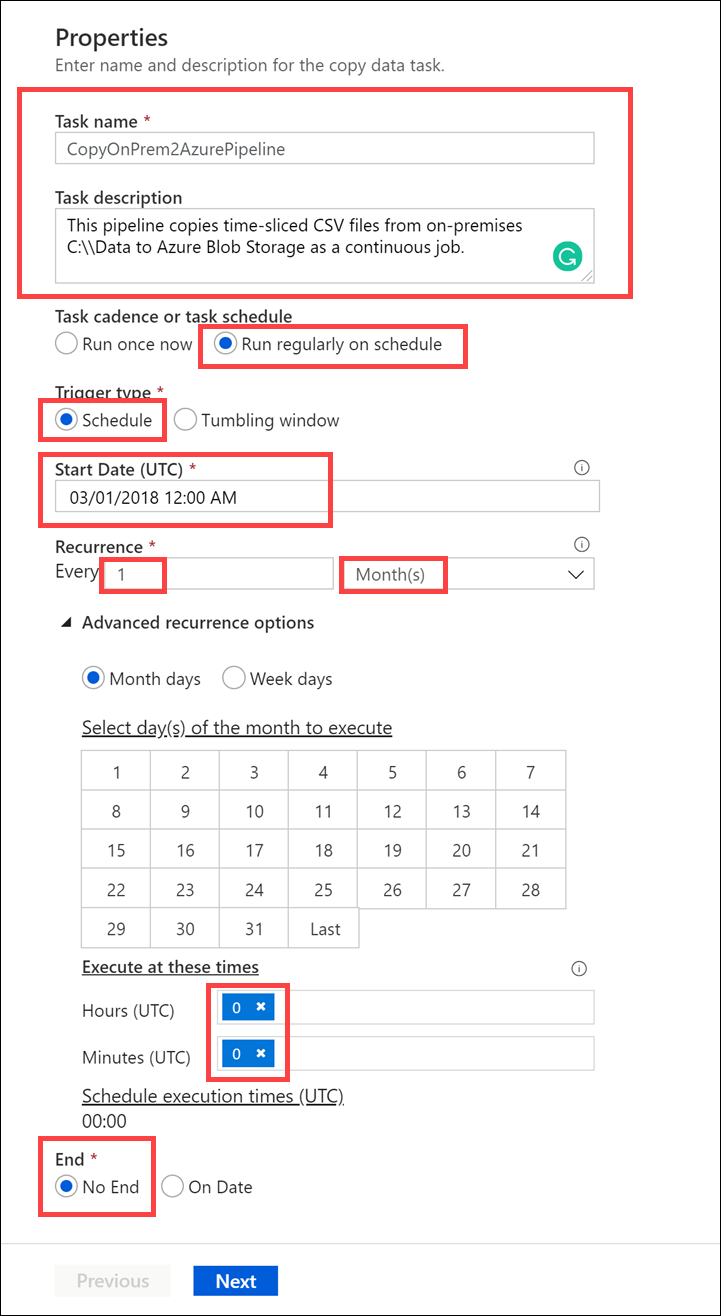 Properties
Enter name and description for the copy data task.
Task name *
CopyOnPrem2AzurePipeline
Task description
This pipeline copies time-sliced CSV files from on-premises
C:\\Data to Azure Blob Storage as a continuous job.
Task cadence or task schedule
Run once now Run regularly on schedule
Trigger type *
Schedule Tumbling window
Start Date (UTC) *
03/01/2018 12:00 AM
Recurrence *
Every 1 Month(s)
Advanced recurrence options
Month days Week days
Select day(s) of the month to execute
1 2 3 4 5 6 7
8 9 10 11 12 13 14
15 16 17 18 19 20 21
22 23 24 25 26 27 28
29 30 31 Last
Execute at these times
Hours (UTC) 0
Minutes (UTC) 0
Schedule execution times (UTC)
00:00
End *
No End On Date
Previous Next